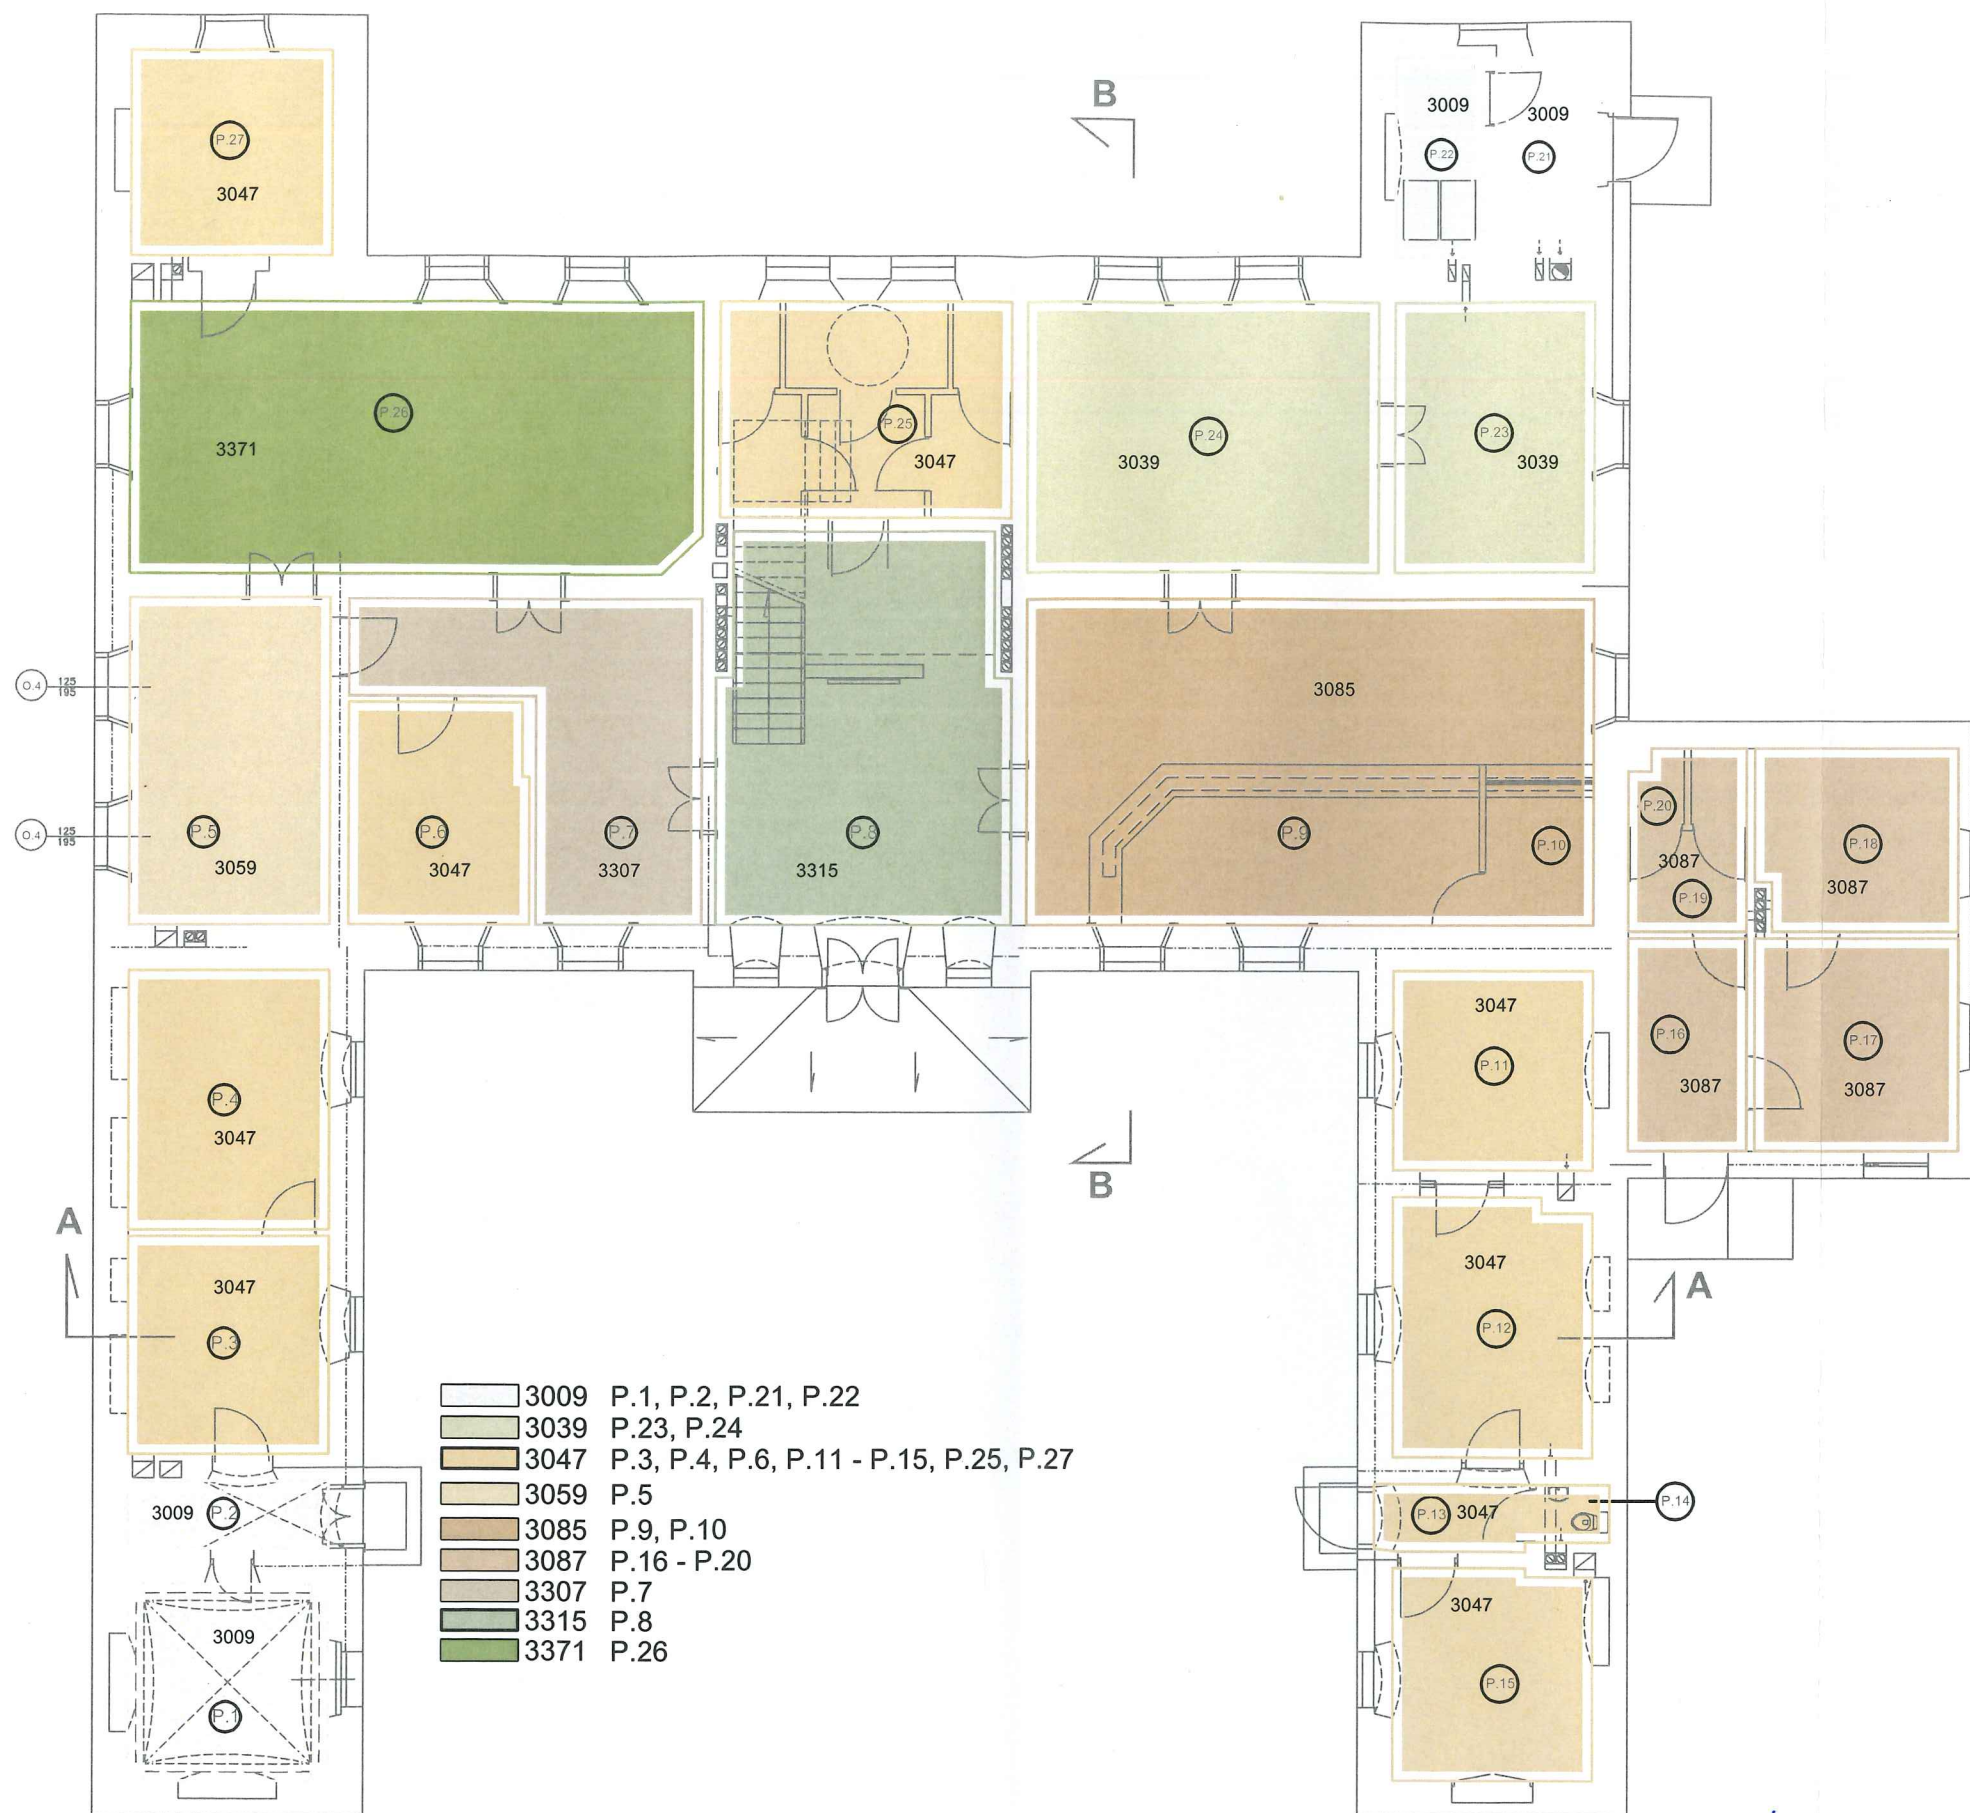 B
3009
3009
P.27
P.22
P.21
3047
P.26
P.25
P.24
P.23
3371
3047
3039
3039
O.4 125
195
3085
P.20
P.5
P.6
P.7
P.8
P.9
P.10
P.18
O.4 125
195
3059
3047
3307
3315
3087
3087
P.19
3047
P.16
P.17
P.11
3087
3087
P.4
3047
B
A
3047
3047
A
P.3
P.12
3009 P.1, P.2, P.21, P.22
3039 P.23, P.24
3047 P.3, P.4, P.6, P.11 - P.15, P.25, P.27
3059 P.5
3085 P.9, P.10
3087 P.16 - P.20
3307 P.7
3315 P.8
3371 P.26
3009 P.2
P.13 3047
P.14
3009
P.1
3047
P.15